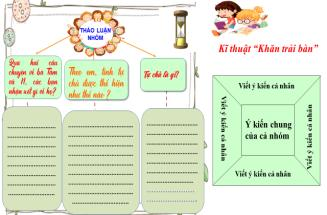 THẢO LUẬN
NHÓM
Qua hai câu
chuyện về bà Tâm
và H, các bạn
nhận xét gì về họ?
Theo em, tính tự
chủ được thể hiện
như thế nào ?
Tự chủ là gì?
Kĩ thuật “Khăn trải bàn”
Viết ý kiến cá nhân
Viết ý kiến cá nhân
Ý kiến chung
của cả nhóm
Viết ý kiến cá nhân
Viết ý kiến cá nhân